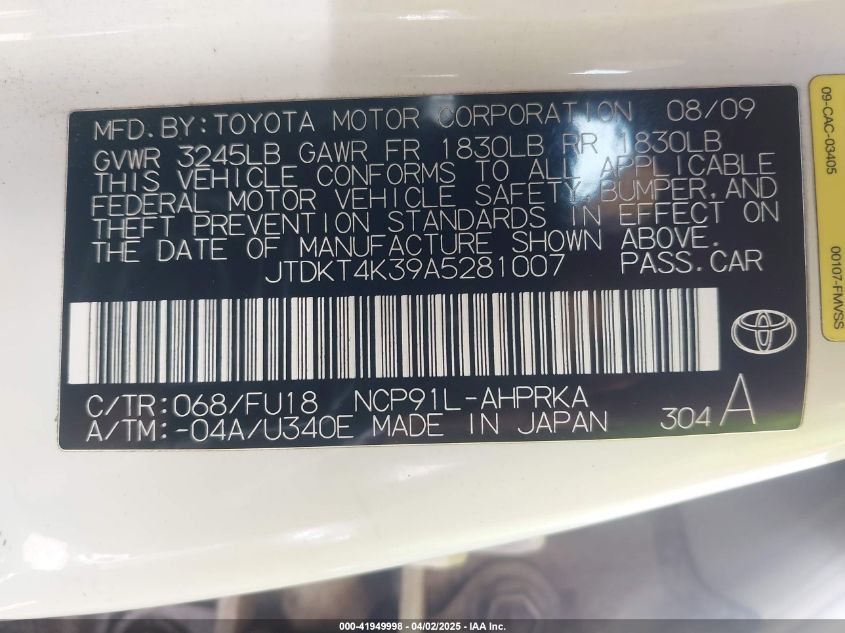 MFD. BY: TOYOTA MOTOR CORPORATION 08/09
GVWR 3245LB GAWR FR 1830LB RR 1830LB
THIS VEHICLE CONFORMS TO ALL APPLICABLE
FEDERAL MOTOR VEHICLE SAFETY, BUMPER, AND
THEFT PREVENTION STANDARDS IN EFFECT ON
THE DATE OF MANUFACTURE SHOWN ABOVE.
JTDKT4K39A5281007 PASS. CAR
C/TR: 068/FU18 NCP91L-AHPRKA
A/TM: -04A/U340E MADE IN JAPAN 304 A
09-CAC-03405
00107-FMVSS
000-41949998 - 04/02/2025 - IAA Inc.